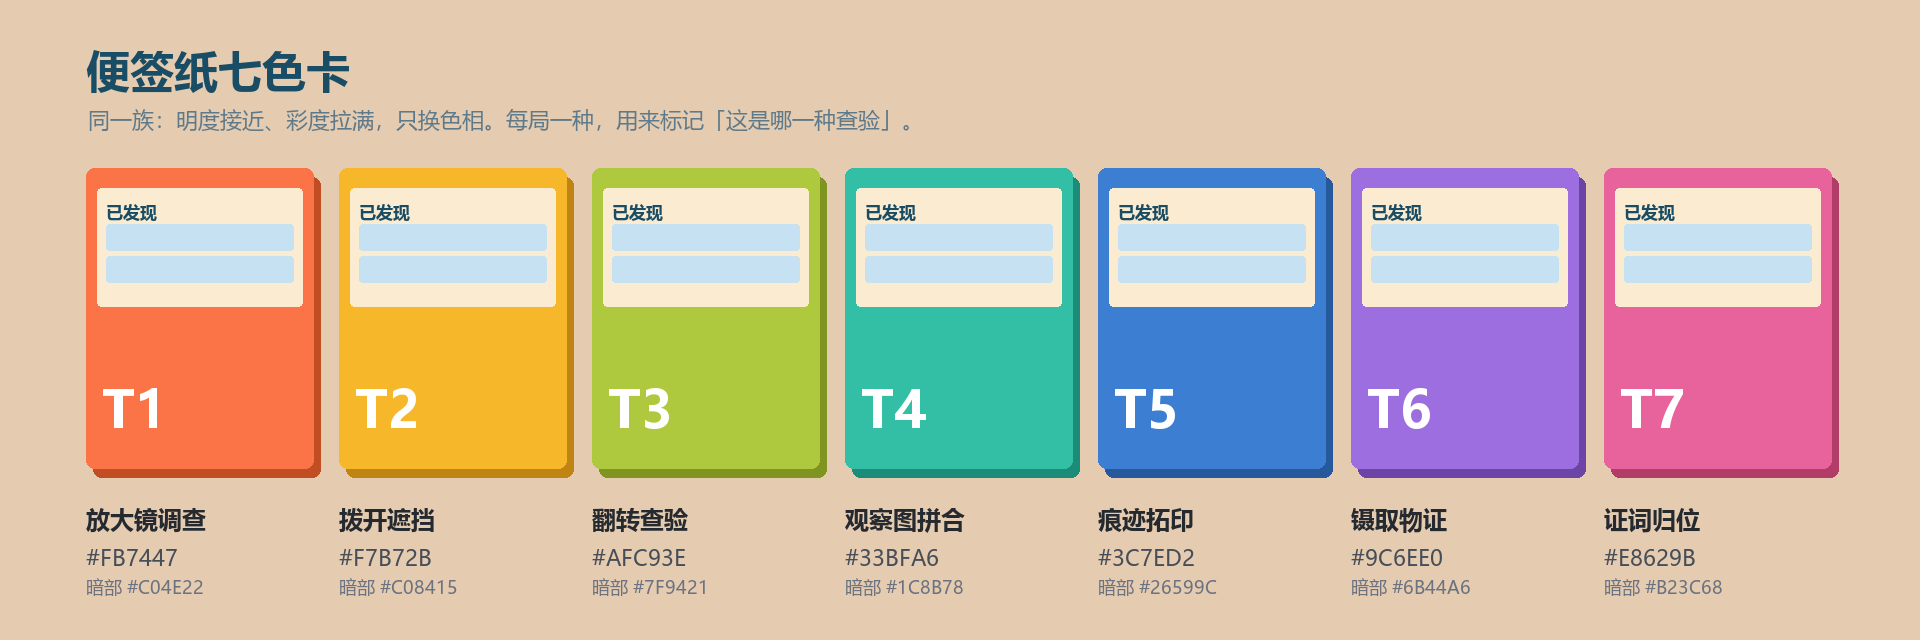 便签纸七色卡
同一族：明度接近、彩度拉满，只换色相。每局一种，用来标记「这是哪一种查验」。
已发现
T1
放大镜调查
#FB7447
暗部 #C04E22
已发现
T2
拨开遮挡
#F7B72B
暗部 #C08415
已发现
T3
翻转查验
#AFC93E
暗部 #7F9421
已发现
T4
观察图拼合
#33BFA6
暗部 #1C8B78
已发现
T5
痕迹拓印
#3C7ED2
暗部 #26599C
已发现
T6
镊取物证
#9C6EE0
暗部 #6B44A6
已发现
T7
证词归位
#E8629B
暗部 #B23C68